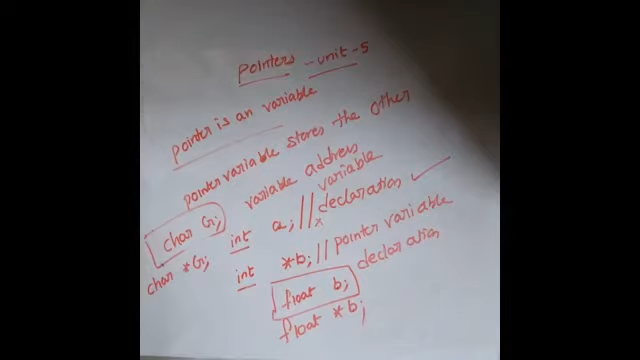 Pointers - unit - 5
pointer is an variable
pointer variable stores the other
variable address
char G;
int a; // variable
declaration
char *G;
int *b; // pointer variable
declaration
float b;
float *b;